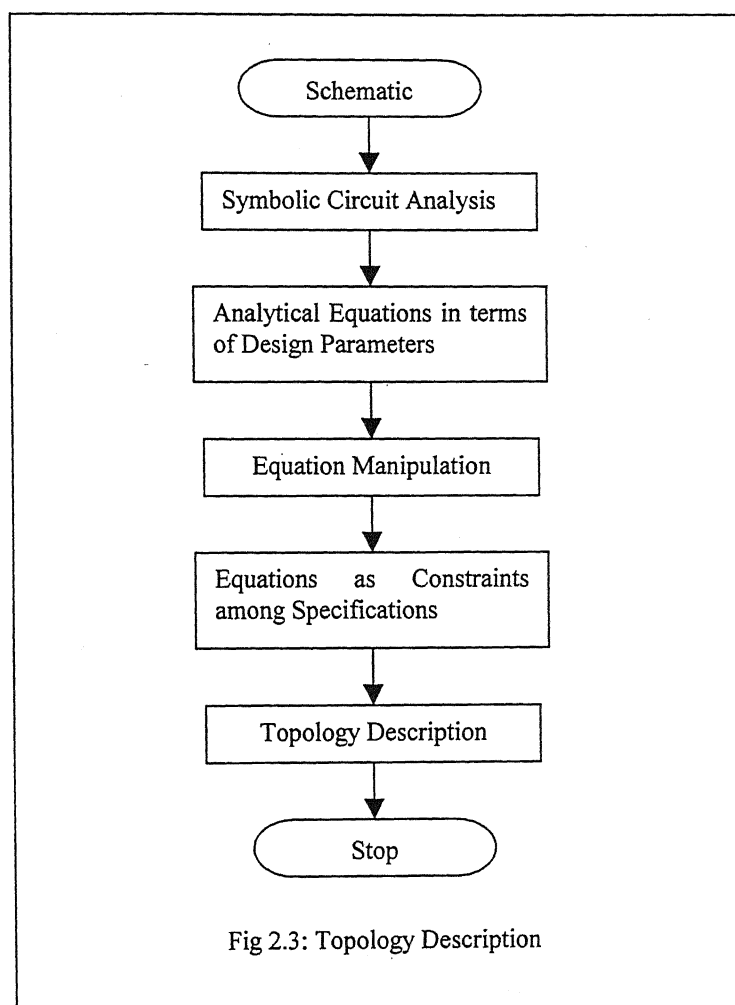 Schematic
Symbolic Circuit Analysis
Analytical Equations in terms
of Design Parameters
Equation Manipulation
Equations as Constraints
among Specifications
Topology Description
Stop
Fig 2.3: Topology Description